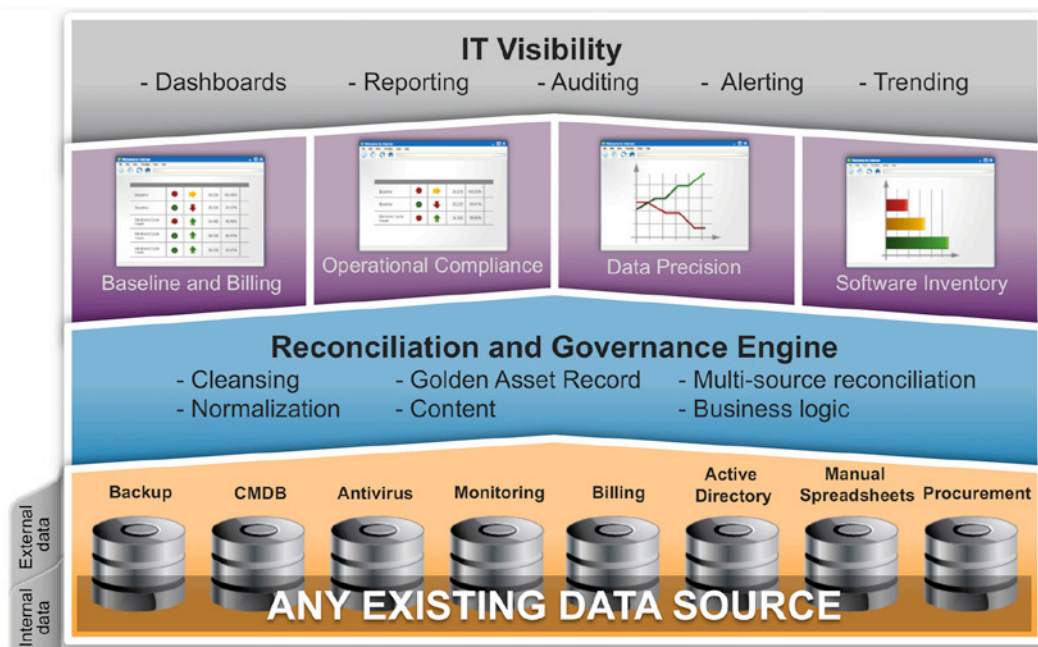 IT Visibility
- Dashboards - Reporting - Auditing - Alerting - Trending
Baseline and Billing
Operational Compliance
Data Precision
Software Inventory
Reconciliation and Governance Engine
- Cleansing - Golden Asset Record - Multi-source reconciliation
- Normalization - Content - Business logic
Backup
CMDB
Antivirus
Monitoring
Billing
Active
Directory
Manual
Spreadsheets
Procurement
External
data
Internal
data
ANY EXISTING DATA SOURCE